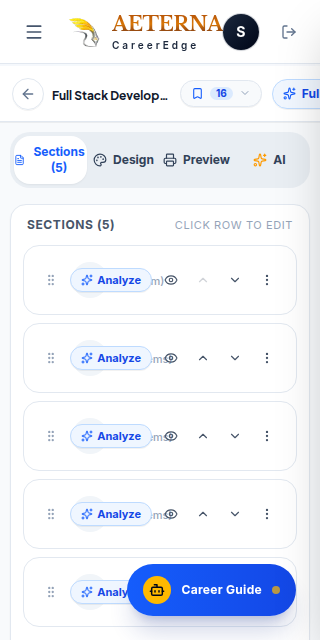 AETERNA
CareerEdge
S
Full Stack Develop...
16
Ful
Sections
(5)
Design
Preview
AI
SECTIONS (5)
CLICK ROW TO EDIT
Analyze
Analyze
Analyze
Analyze
Analy
Career Guide